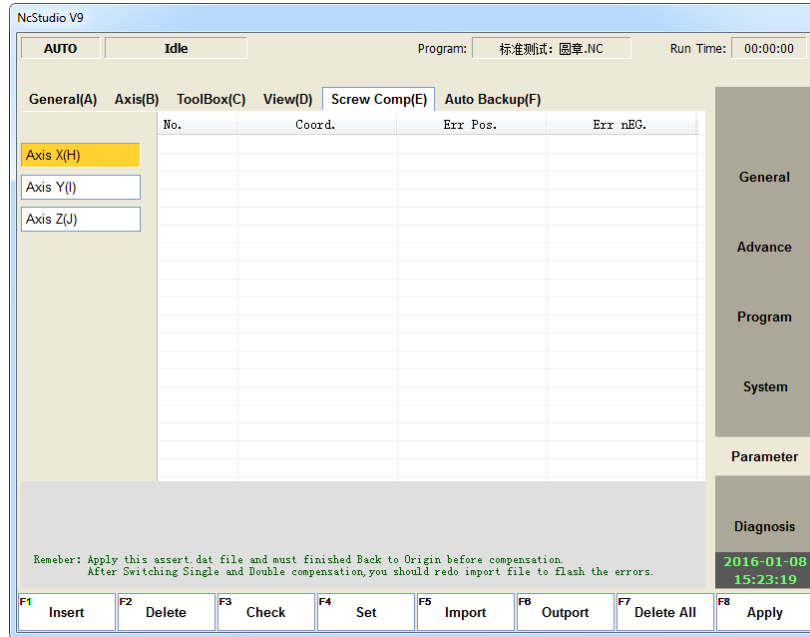 NcStudio V9
AUTO Idle Program: 标准测试: 圆章.NC Run Time: 00:00:00
General(A) Axis(B) ToolBox(C) View(D) Screw Comp(E) Auto Backup(F)
No. Coord. Err Pos. Err nEG.
Axis X(H)
Axis Y(I)
Axis Z(J)
General
Advance
Program
System
Parameter
Diagnosis
Remeber: Apply this assert.dat file and must finished Back to Origin before compensation.
After Switching Single and Double compensation,you should redo import file to flash the errors.
2016-01-08
15:23:19
F1 Insert F2 Delete F3 Check F4 Set F5 Import F6 Outport F7 Delete All F8 Apply